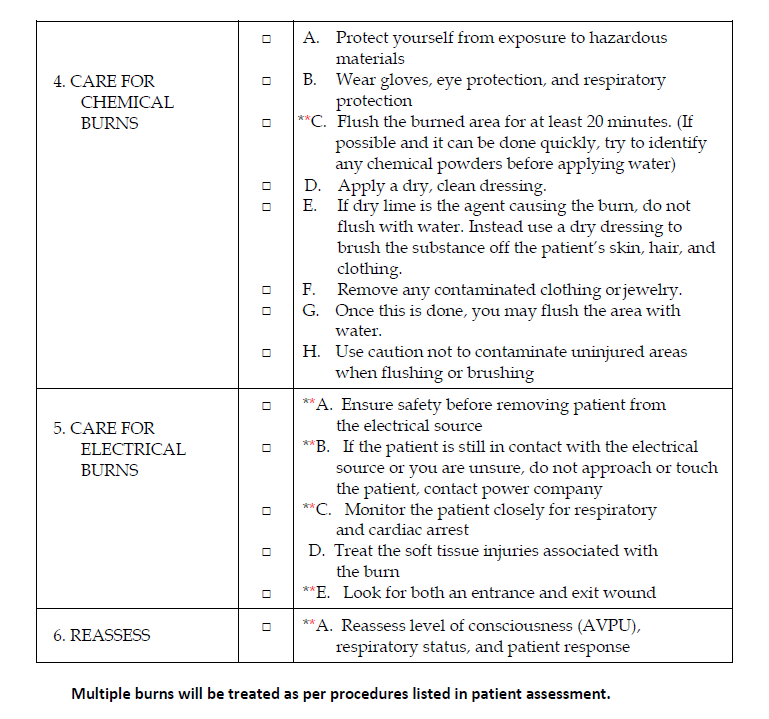 4. CARE FOR
CHEMICAL
BURNS
□ A. Protect yourself from exposure to hazardous
materials
□ B. Wear gloves, eye protection, and respiratory
protection
□ **C. Flush the burned area for at least 20 minutes. (If
possible and it can be done quickly, try to identify
any chemical powders before applying water)
□ D. Apply a dry, clean dressing.
□ E. If dry lime is the agent causing the burn, do not
flush with water. Instead use a dry dressing to
brush the substance off the patient's skin, hair, and
clothing.
□ F. Remove any contaminated clothing or jewelry.
□ G. Once this is done, you may flush the area with
water.
□ H. Use caution not to contaminate uninjured areas
when flushing or brushing
5. CARE FOR
ELECTRICAL
BURNS
□ **A. Ensure safety before removing patient from
the electrical source
□ **B. If the patient is still in contact with the electrical
source or you are unsure, do not approach or touch
the patient, contact power company
□ **C. Monitor the patient closely for respiratory
and cardiac arrest
□ D. Treat the soft tissue injuries associated with
the burn
□ **E. Look for both an entrance and exit wound
6. REASSESS
□ **A. Reassess level of consciousness (AVPU),
respiratory status, and patient response
Multiple burns will be treated as per procedures listed in patient assessment.